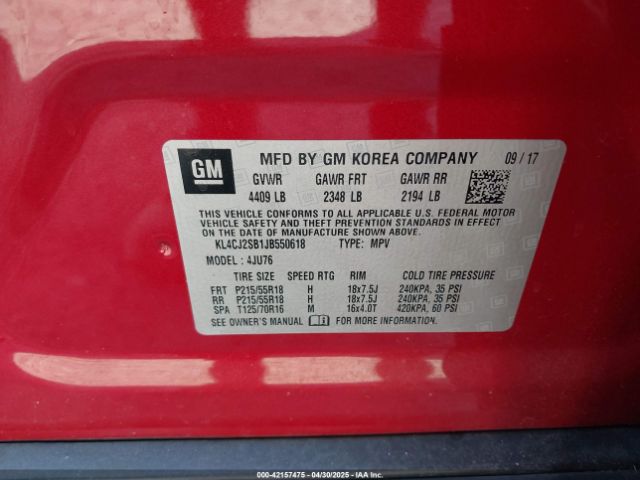 GM
MFD BY GM KOREA COMPANY 09/17
GVWR GAWR FRT GAWR RR
4409 LB 2348 LB 2194 LB
THIS VEHICLE CONFORMS TO ALL APPLICABLE U.S. FEDERAL MOTOR
VEHICLE SAFETY, BUMPER, AND THEFT PREVENTION STANDARDS IN EFFECT
ON THE DATE OF MANUFACTURE SHOWN ABOVE.
KL4CJ2SB1JB550618 TYPE: MPV
MODEL : 4JU76
TIRE SIZE SPEED RTG RIM COLD TIRE PRESSURE
FRT P215/55R18 H 18x7.5J 240KPA, 35 PSI
RR P215/55R18 H 18x7.5J 240KPA, 35 PSI
SPA T125/70R16 M 16x4.0T 420KPA, 60 PSI
SEE OWNER'S MANUAL FOR MORE INFORMATION.
000-42157475 - 04/30/2025 - IAA Inc.